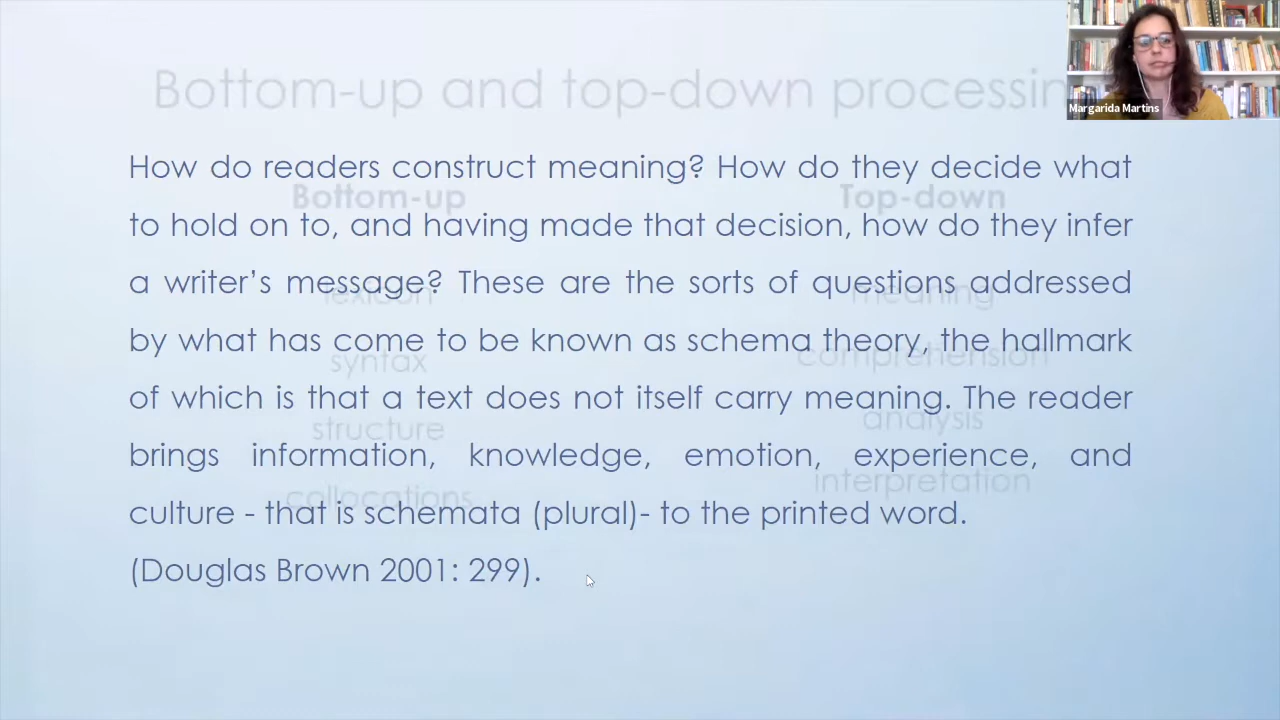 Bottom-up and top-down processing
Margarida Martins
How do readers construct meaning? How do they decide what
Bottom-up
Top-down
to hold on to, and having made that decision, how do they infer
a writer’s message? These are the sorts of questions addressed
lexicon
meaning
by what has come to be known as schema theory, the hallmark
syntax
comprehension
of which is that a text does not itself carry meaning. The reader
structure
analysis
brings information, knowledge, emotion, experience, and
collocations
interpretation
culture - that is schemata (plural)- to the printed word.
(Douglas Brown 2001: 299).